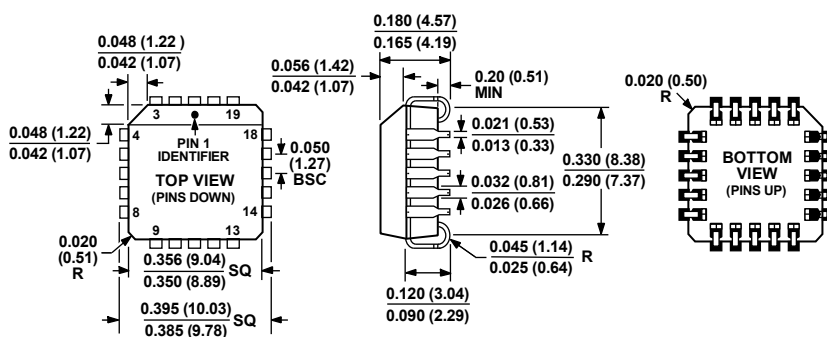 0.048 (1.22 )
0.042 (1.07)
0.048 (1.22)
0.042 (1.07)
3
19
4
18
PIN 1
IDENTIFIER
TOP VIEW
(PINS DOWN)
8
14
9
13
0.050
(1.27)
BSC
0.020
(0.51)
R
0.356 (9.04)
0.350 (8.89)
SQ
0.395 (10.03)
0.385 (9.78)
SQ
0.180 (4.57)
0.165 (4.19)
0.056 (1.42)
0.042 (1.07)
0.20 (0.51)
MIN
0.021 (0.53)
0.013 (0.33)
0.032 (0.81)
0.026 (0.66)
0.330 (8.38)
0.290 (7.37)
0.045 (1.14)
0.025 (0.64)
R
0.120 (3.04)
0.090 (2.29)
0.020 (0.50)
R
BOTTOM
VIEW
(PINS UP)